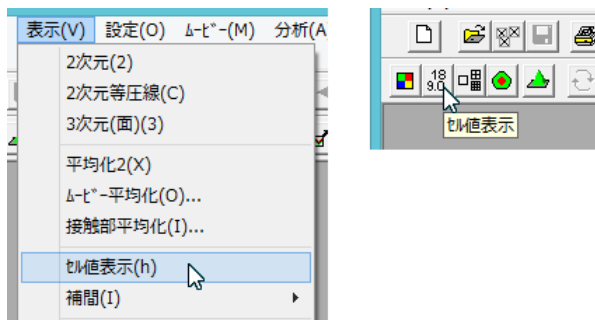 表示(V) 設定(O) ﾑｰﾋﾞｰ(M) 分析(A
2次元(2)
2次元等圧線(C)
3次元(面)(3)
平均化2(X)
ﾑｰﾋﾞｰ平均化(O)...
接触部平均化(I)...
ｾﾙ値表示(h)
補間(I)
18
9.0
ｾﾙ値表示